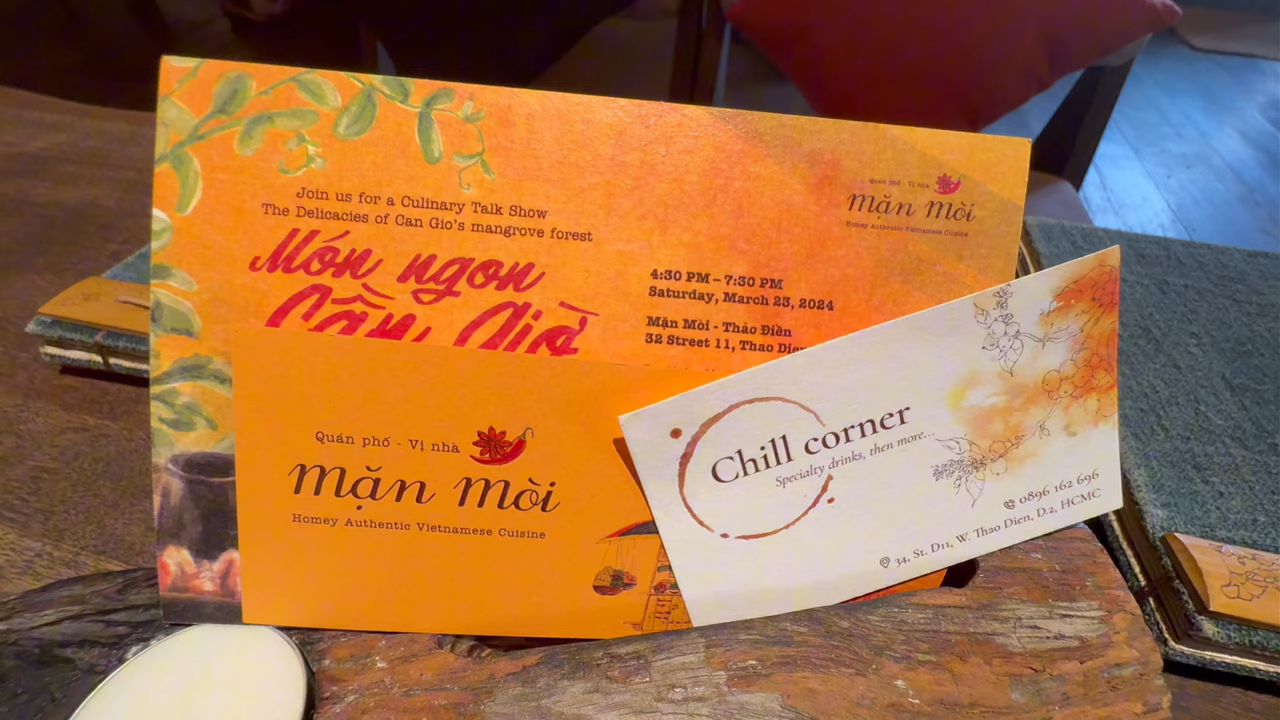 Join us for a Culinary Talk Show
The Delicacies of Can Gio's mangrove forest
Món ngon
Cần Giờ
4:30 PM – 7:30 PM
Saturday, March 23, 2024
Mặn Mòi - Thảo Điền
32 Street 11, Thao Dien
Quán phố - Vị nhà
mặn mòi
Homey Authentic Vietnamese Cuisine
Quán phố - Vị nhà
mặn mòi
Homey Authentic Vietnamese Cuisine
Chill corner
Specialty drinks, then more...
0896 162 696
34, St. D11, W. Thao Dien, D.2, HCMC